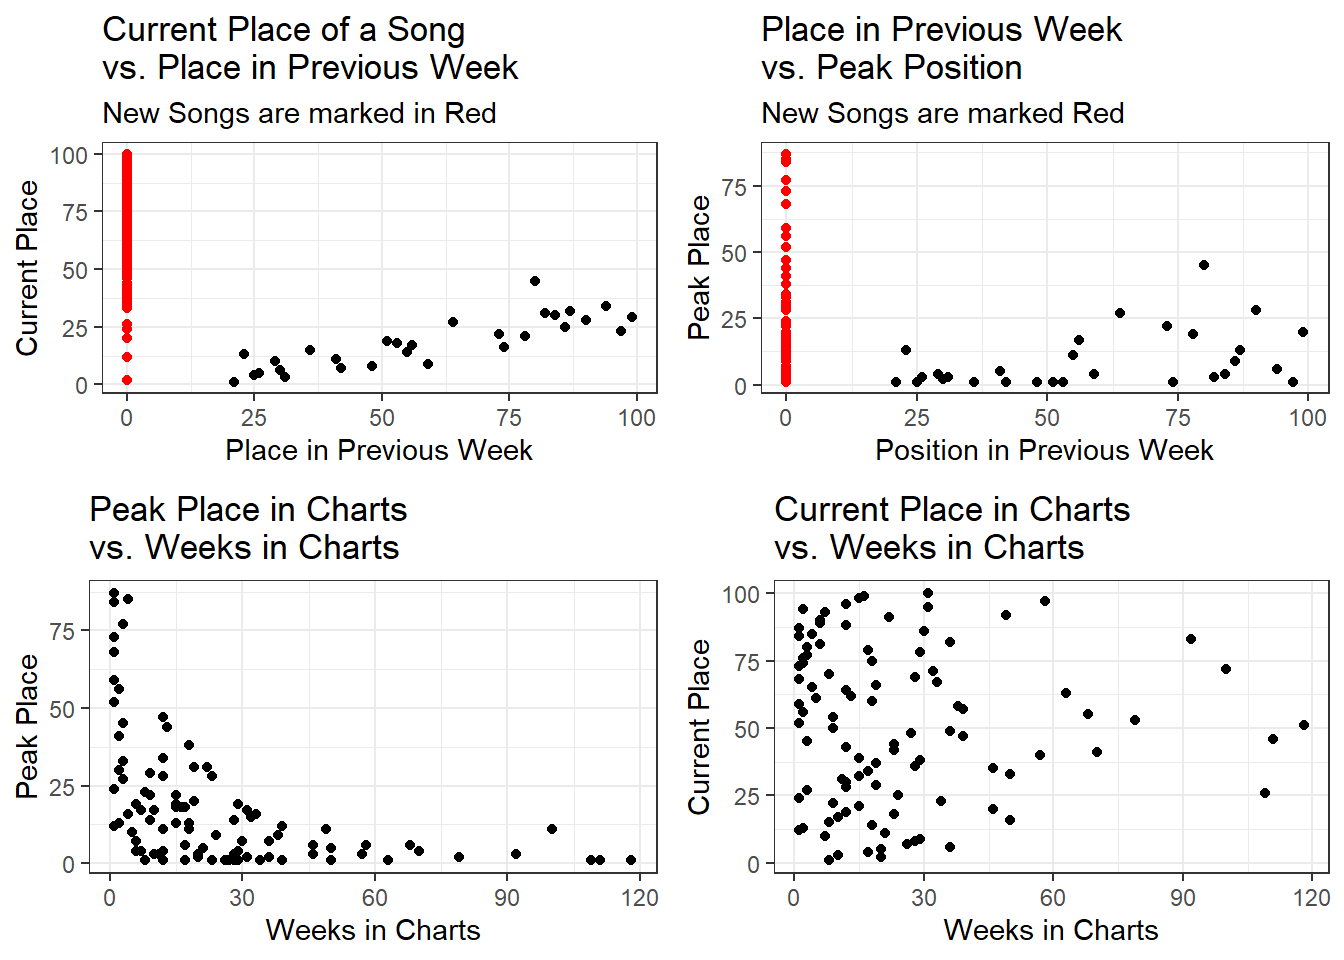 Current Place of a Song
vs. Place in Previous Week
New Songs are marked in Red
100
75
50
25
0
Current Place
0
25
50
75
100
Place in Previous Week
Place in Previous Week
vs. Peak Position
New Songs are marked Red
75
50
25
0
Peak Place
0
25
50
75
100
Position in Previous Week
Peak Place in Charts
vs. Weeks in Charts
75
50
25
0
Peak Place
0
30
60
90
120
Weeks in Charts
Current Place in Charts
vs. Weeks in Charts
100
75
50
25
0
Current Place
0
30
60
90
120
Weeks in Charts